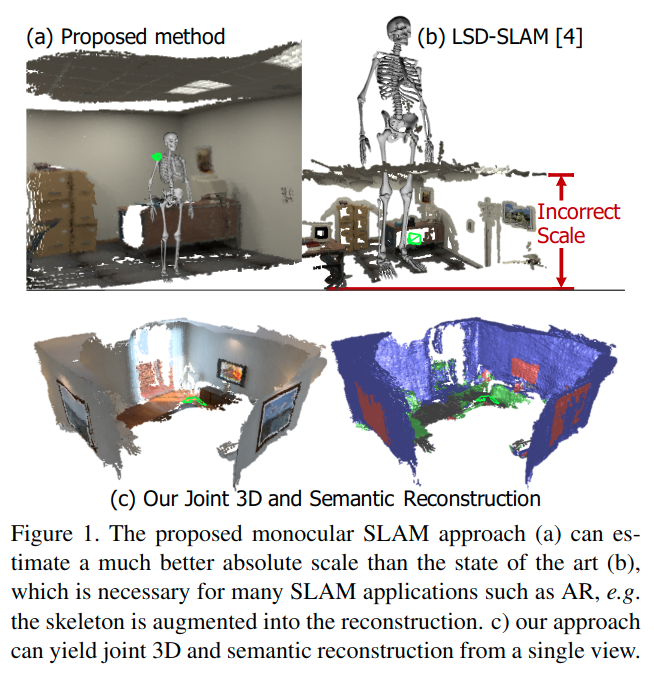 (a) Proposed method
(b) LSD-SLAM [4]
Incorrect
Scale
(c) Our Joint 3D and Semantic Reconstruction
Figure 1. The proposed monocular SLAM approach (a) can es-
timate a much better absolute scale than the state of the art (b),
which is necessary for many SLAM applications such as AR, e.g.
the skeleton is augmented into the reconstruction. c) our approach
can yield joint 3D and semantic reconstruction from a single view.